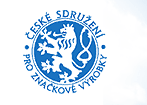 ČESKÉ SDRUŽENÍ
PRO ZNAČKOVÉ VÝROBKY